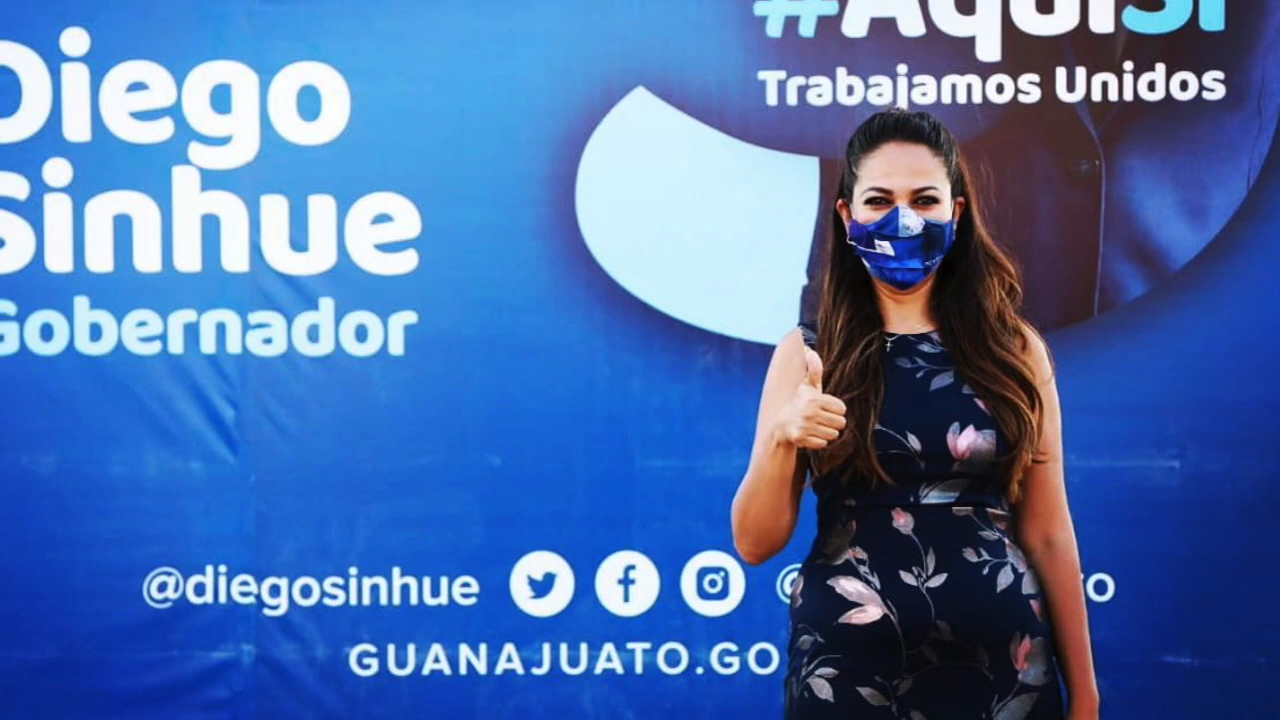 #AquíSí
Trabajamos Unidos
Diego
Sinhue
Gobernador
@diegosinhue
GUANAJUATO.GO